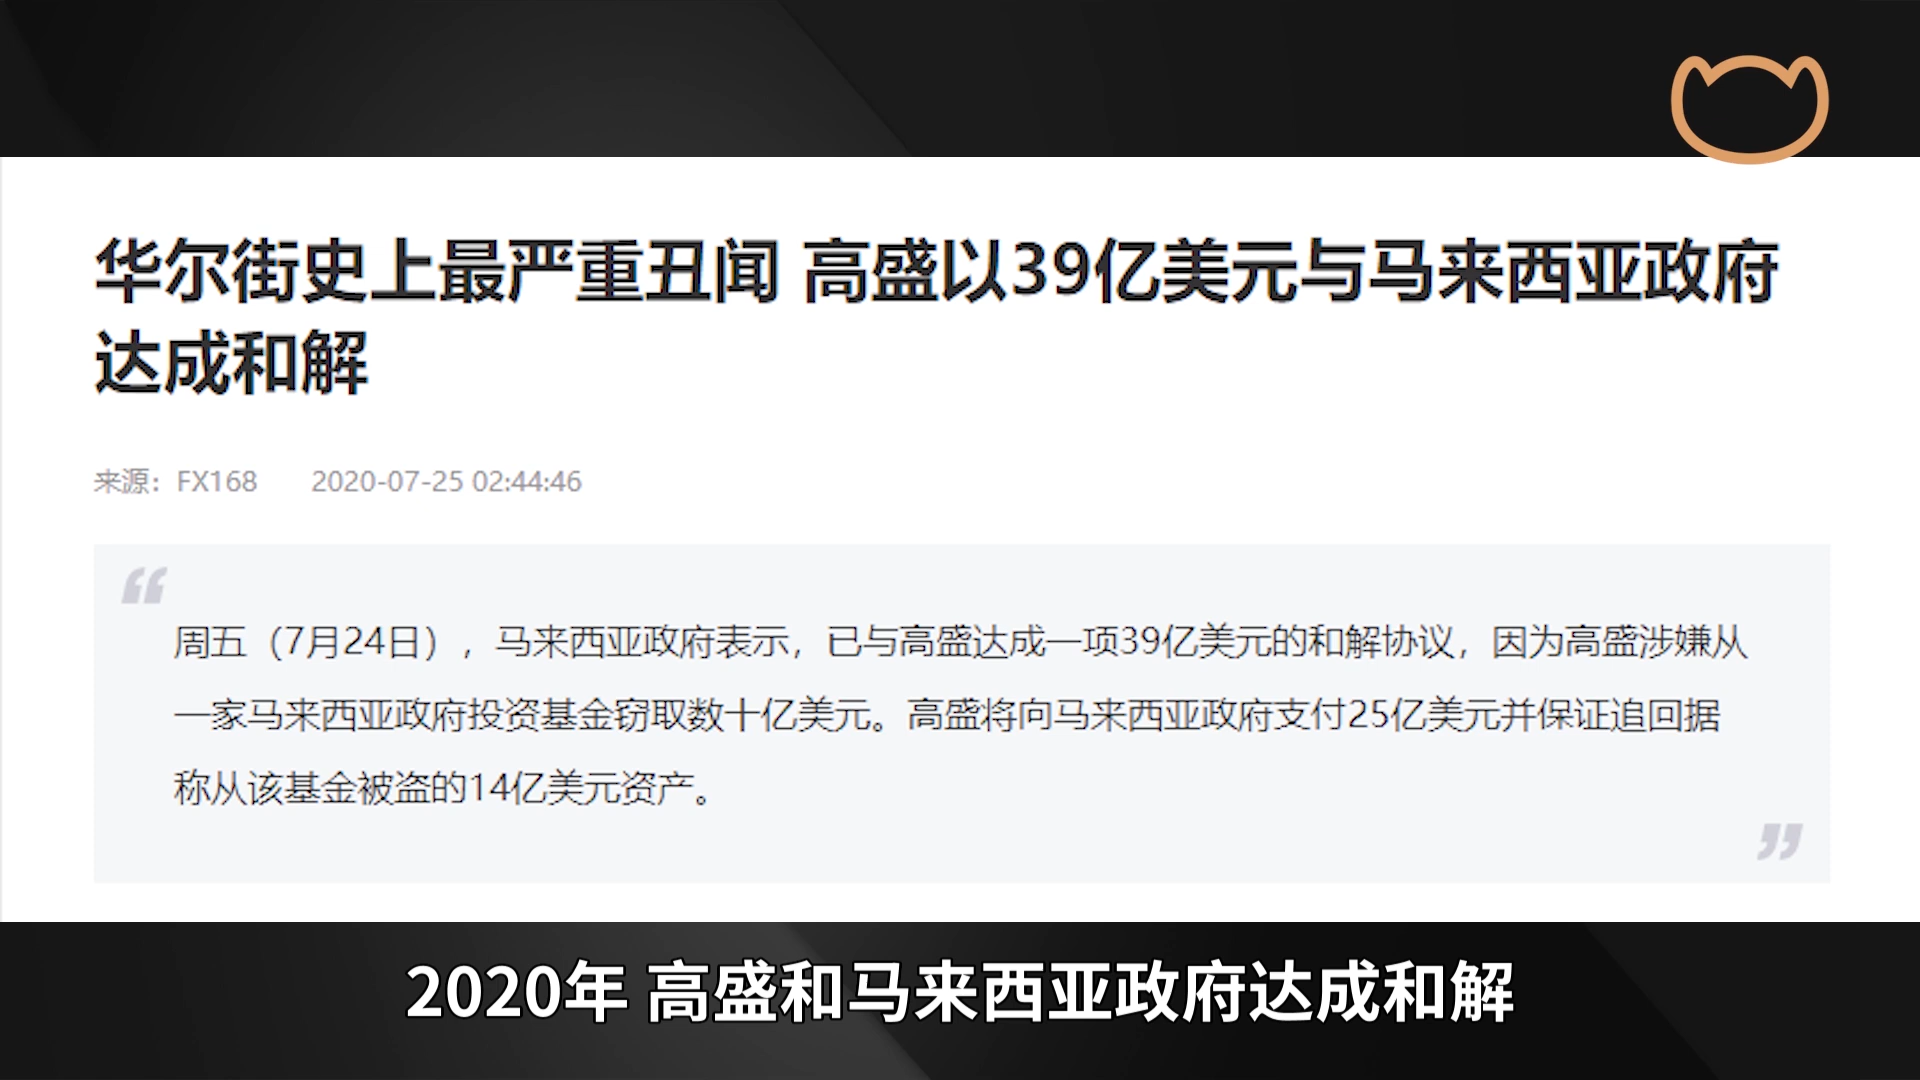 华尔街史上最严重丑闻 高盛以39亿美元与马来西亚政府
达成和解
来源：FX168 2020-07-25 02:44:46
“
周五（7月24日），马来西亚政府表示，已与高盛达成一项39亿美元的和解协议，因为高盛涉嫌从
一家马来西亚政府投资基金窃取数十亿美元。高盛将向马来西亚政府支付25亿美元并保证追回据
称从该基金被盗的14亿美元资产。
”
2020年 高盛和马来西亚政府达成和解